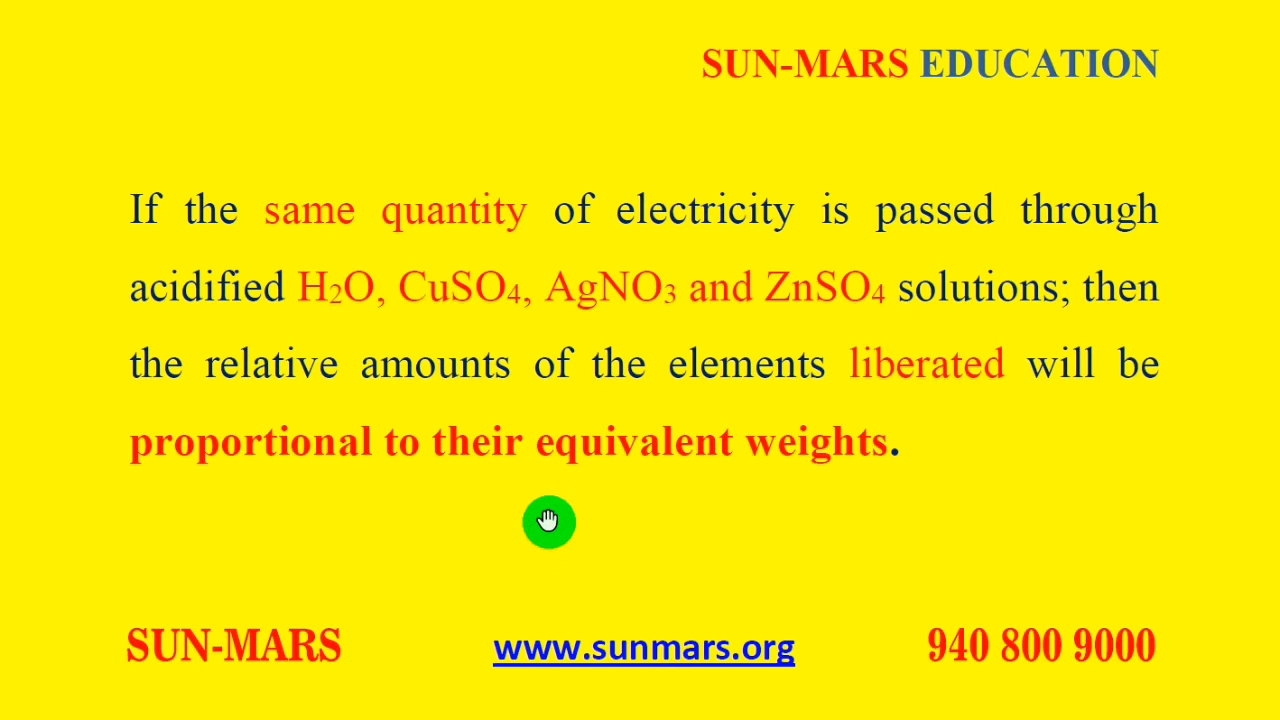 SUN-MARS EDUCATION
If the same quantity of electricity is passed through
acidified H₂O, CuSO₄, AgNO₃ and ZnSO₄ solutions; then
the relative amounts of the elements liberated will be
proportional to their equivalent weights.
SUN-MARS www.sunmars.org 940 800 9000